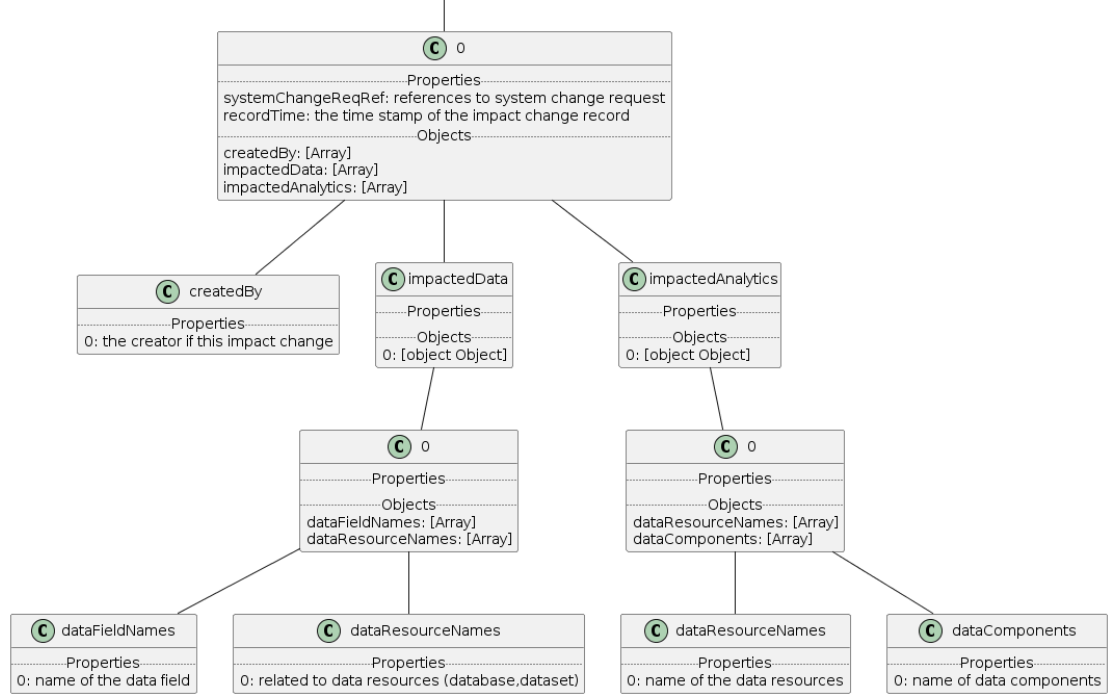 C 0
Properties
systemChangeReqRef: references to system change request
recordTime: the time stamp of the impact change record
Objects
createdBy: [Array]
impactedData: [Array]
impactedAnalytics: [Array]
C createdBy
Properties
0: the creator if this impact change
C impactedData
Properties
Objects
0: [object Object]
C impactedAnalytics
Properties
Objects
0: [object Object]
C 0
Properties
Objects
dataFieldNames: [Array]
dataResourceNames: [Array]
C 0
Properties
Objects
dataResourceNames: [Array]
dataComponents: [Array]
C dataFieldNames
Properties
0: name of the data field
C dataResourceNames
Properties
0: related to data resources (database,dataset)
C dataResourceNames
Properties
0: name of the data resources
C dataComponents
Properties
0: name of data components